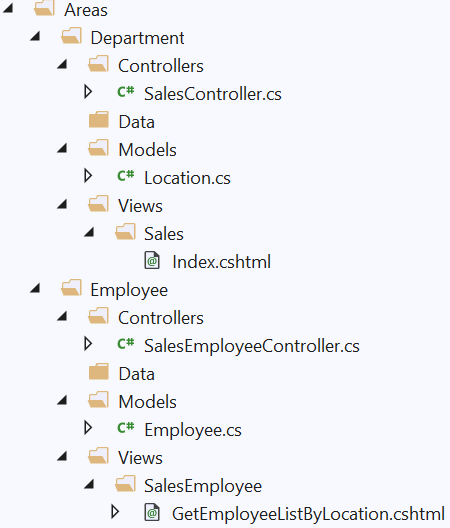 Areas
Department
Controllers
C# SalesController.cs
Data
Models
C# Location.cs
Views
Sales
@ Index.cshtml
Employee
Controllers
C# SalesEmployeeController.cs
Data
Models
C# Employee.cs
Views
SalesEmployee
@ GetEmployeeListByLocation.cshtml